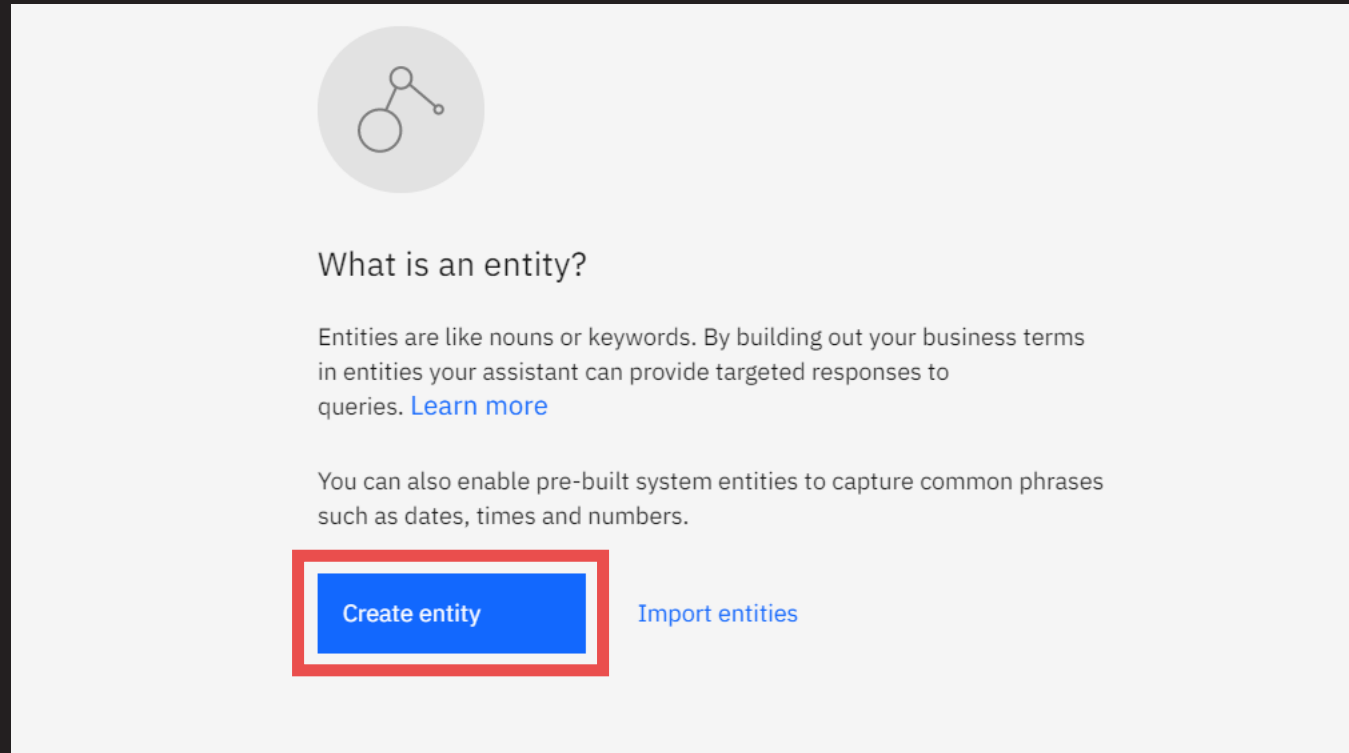 What is an entity?
Entities are like nouns or keywords. By building out your business terms
in entities your assistant can provide targeted responses to
queries. Learn more
You can also enable pre-built system entities to capture common phrases
such as dates, times and numbers.
Create entity
Import entities